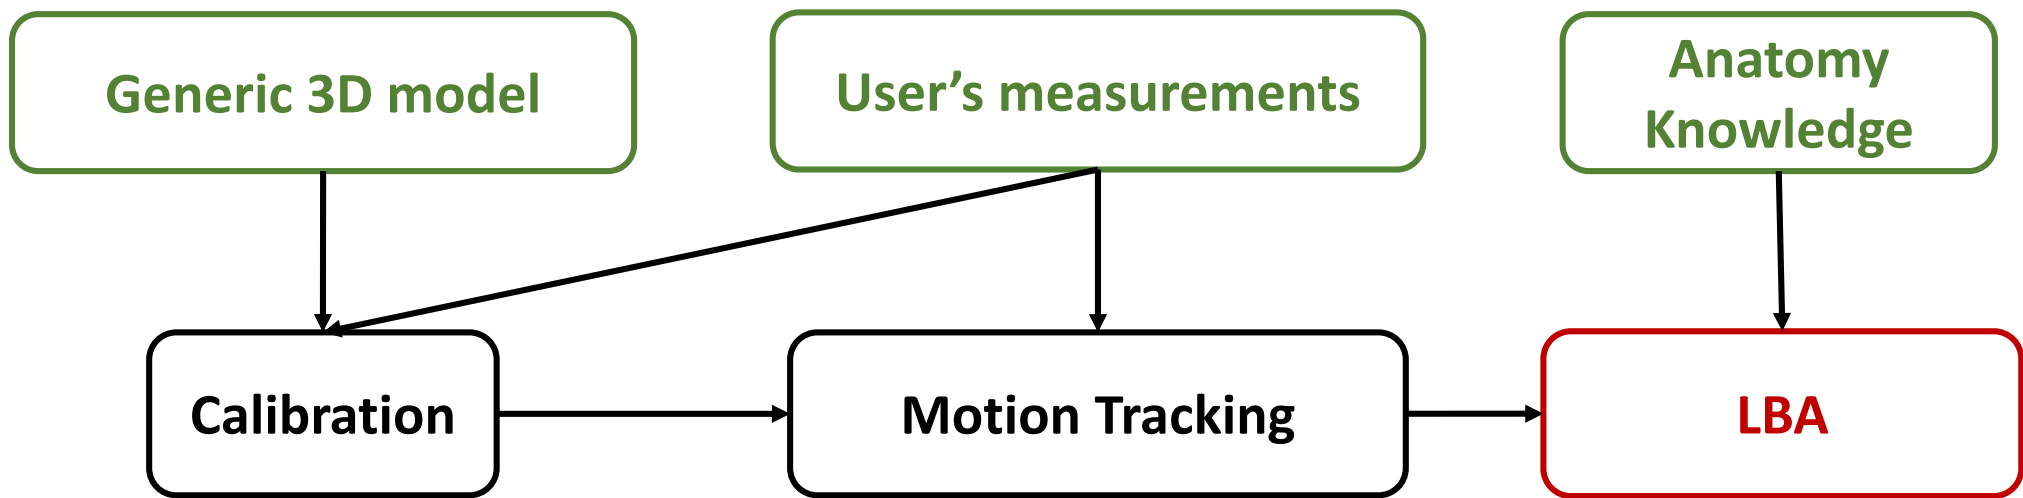 Generic 3D model
User’s measurements
Anatomy
Knowledge
Calibration
Motion Tracking
LBA